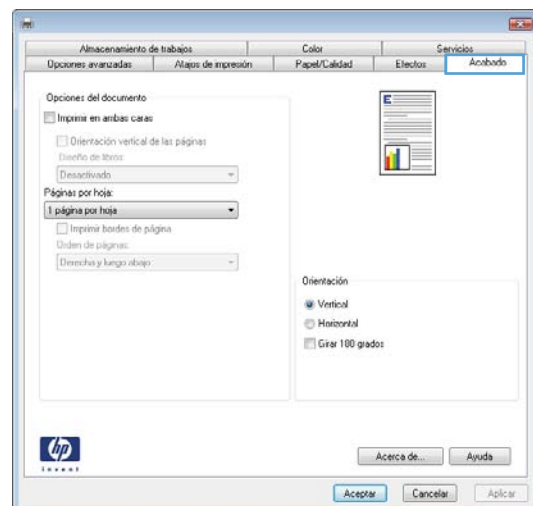 Almacenamiento de trabajos Color Servicios
Opciones avanzadas Atajos de impresión Papel/Calidad Efectos Acabado
Opciones del documento
Imprimir en ambas caras
Orientación vertical de las páginas
Diseño de libros:
Desactivado
Páginas por hoja:
1 página por hoja
Imprimir bordes de página
Orden de páginas:
Derecha y luego abajo
E
Orientación
Vertical
Horizontal
Girar 180 grados
hp
invent
Acerca de... Ayuda
Aceptar Cancelar Aplicar